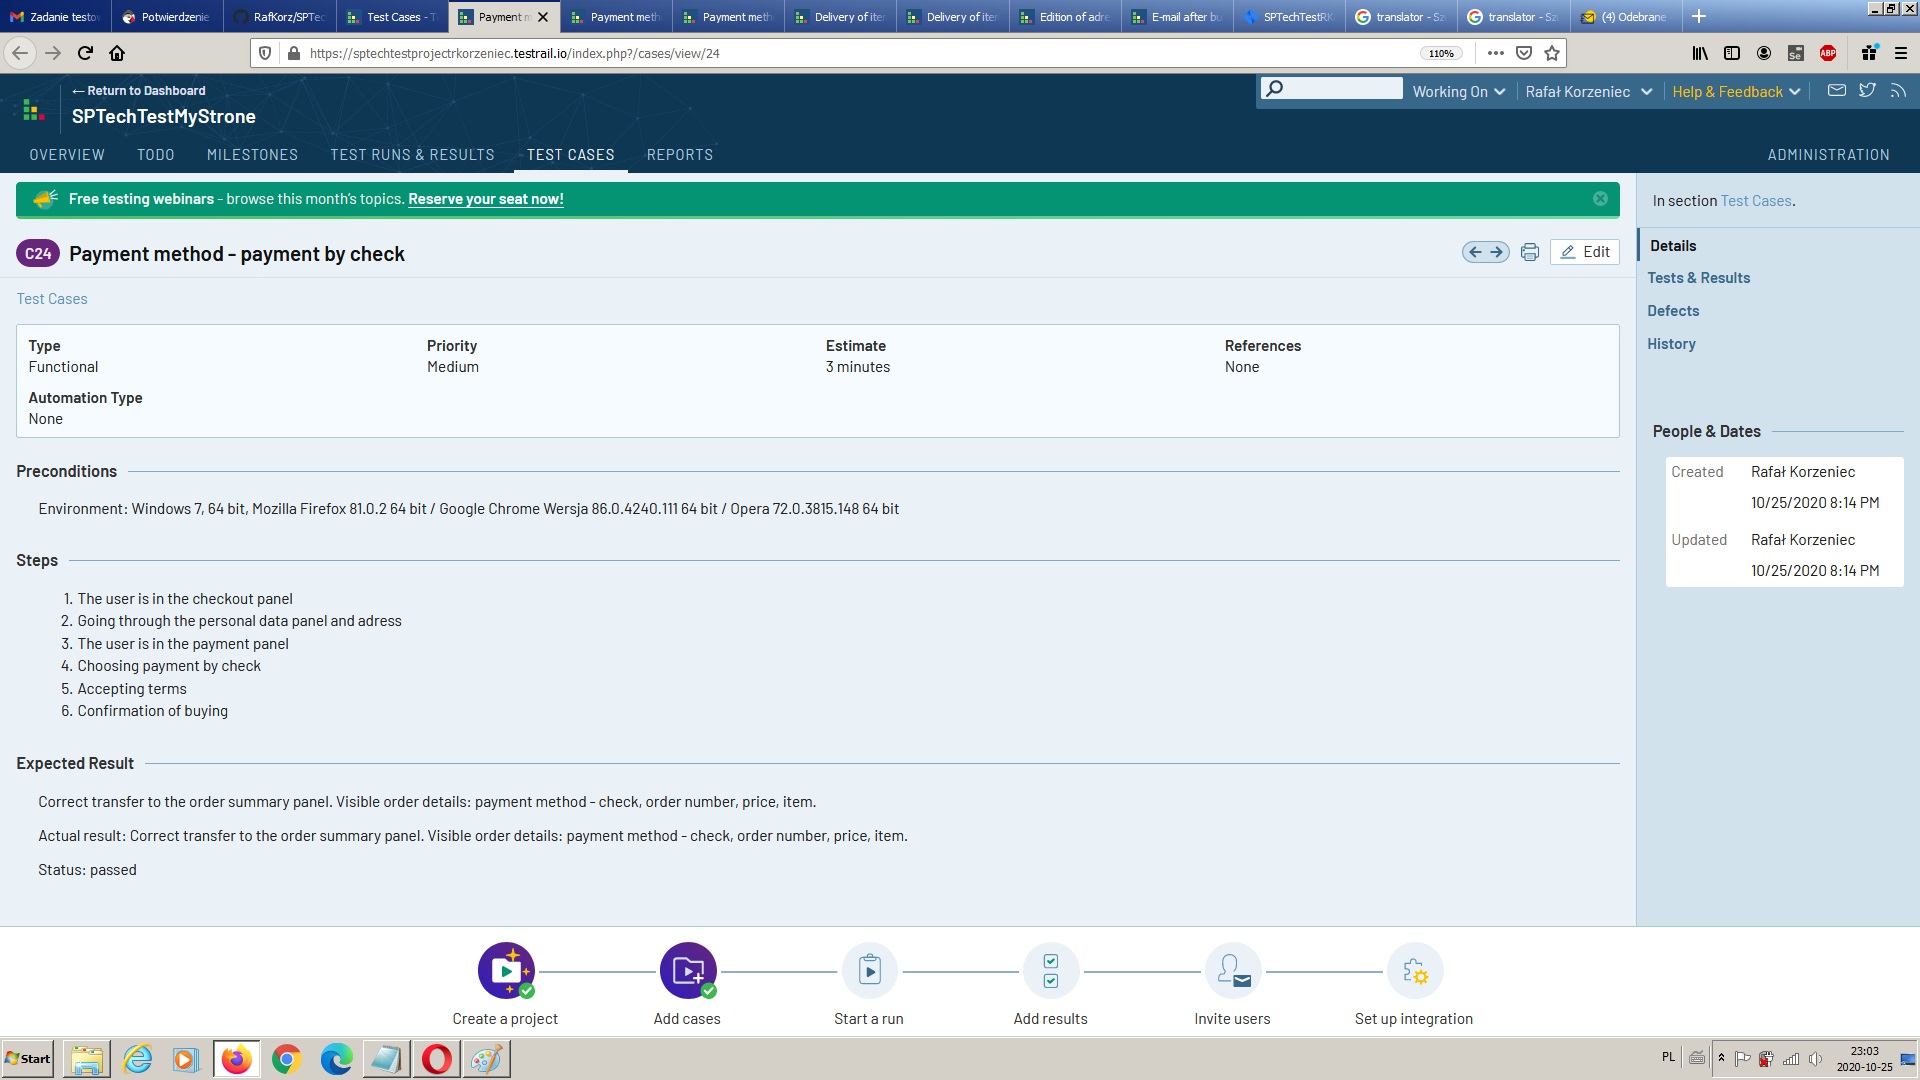 Zadanie testo
Potwierdzenie
RafKorz/SPTec
Test Cases - T
Payment m
Payment meth
Payment meth
Delivery of ite
Delivery of ite
Edition of adre
E-mail after bu
SPTechTestRK
translator - Sz
translator - Sz
(4) Odebrane
https://sptechtestprojectrkorzeniec.testrail.io/index.php?/cases/view/24
110%
Se
ABP
← Return to Dashboard
SPTechTestMyStrone
Working On
Rafał Korzeniec
Help & Feedback
OVERVIEW
TODO
MILESTONES
TEST RUNS & RESULTS
TEST CASES
REPORTS
ADMINISTRATION
Free testing webinars - browse this month's topics. Reserve your seat now!
In section Test Cases.
C24 Payment method - payment by check
Edit
Details
Tests & Results
Defects
History
Test Cases
Type
Functional
Priority
Medium
Estimate
3 minutes
References
None
Automation Type
None
People & Dates
Created Rafał Korzeniec
10/25/2020 8:14 PM
Updated Rafał Korzeniec
10/25/2020 8:14 PM
Preconditions
Environment: Windows 7, 64 bit, Mozilla Firefox 81.0.2 64 bit / Google Chrome Wersja 86.0.4240.111 64 bit / Opera 72.0.3815.148 64 bit
Steps
1. The user is in the checkout panel
2. Going through the personal data panel and adress
3. The user is in the payment panel
4. Choosing payment by check
5. Accepting terms
6. Confirmation of buying
Expected Result
Correct transfer to the order summary panel. Visible order details: payment method - check, order number, price, item.
Actual result: Correct transfer to the order summary panel. Visible order details: payment method - check, order number, price, item.
Status: passed
Create a project
Add cases
Start a run
Add results
Invite users
Set up integration
Start
PL
23:03
2020-10-25